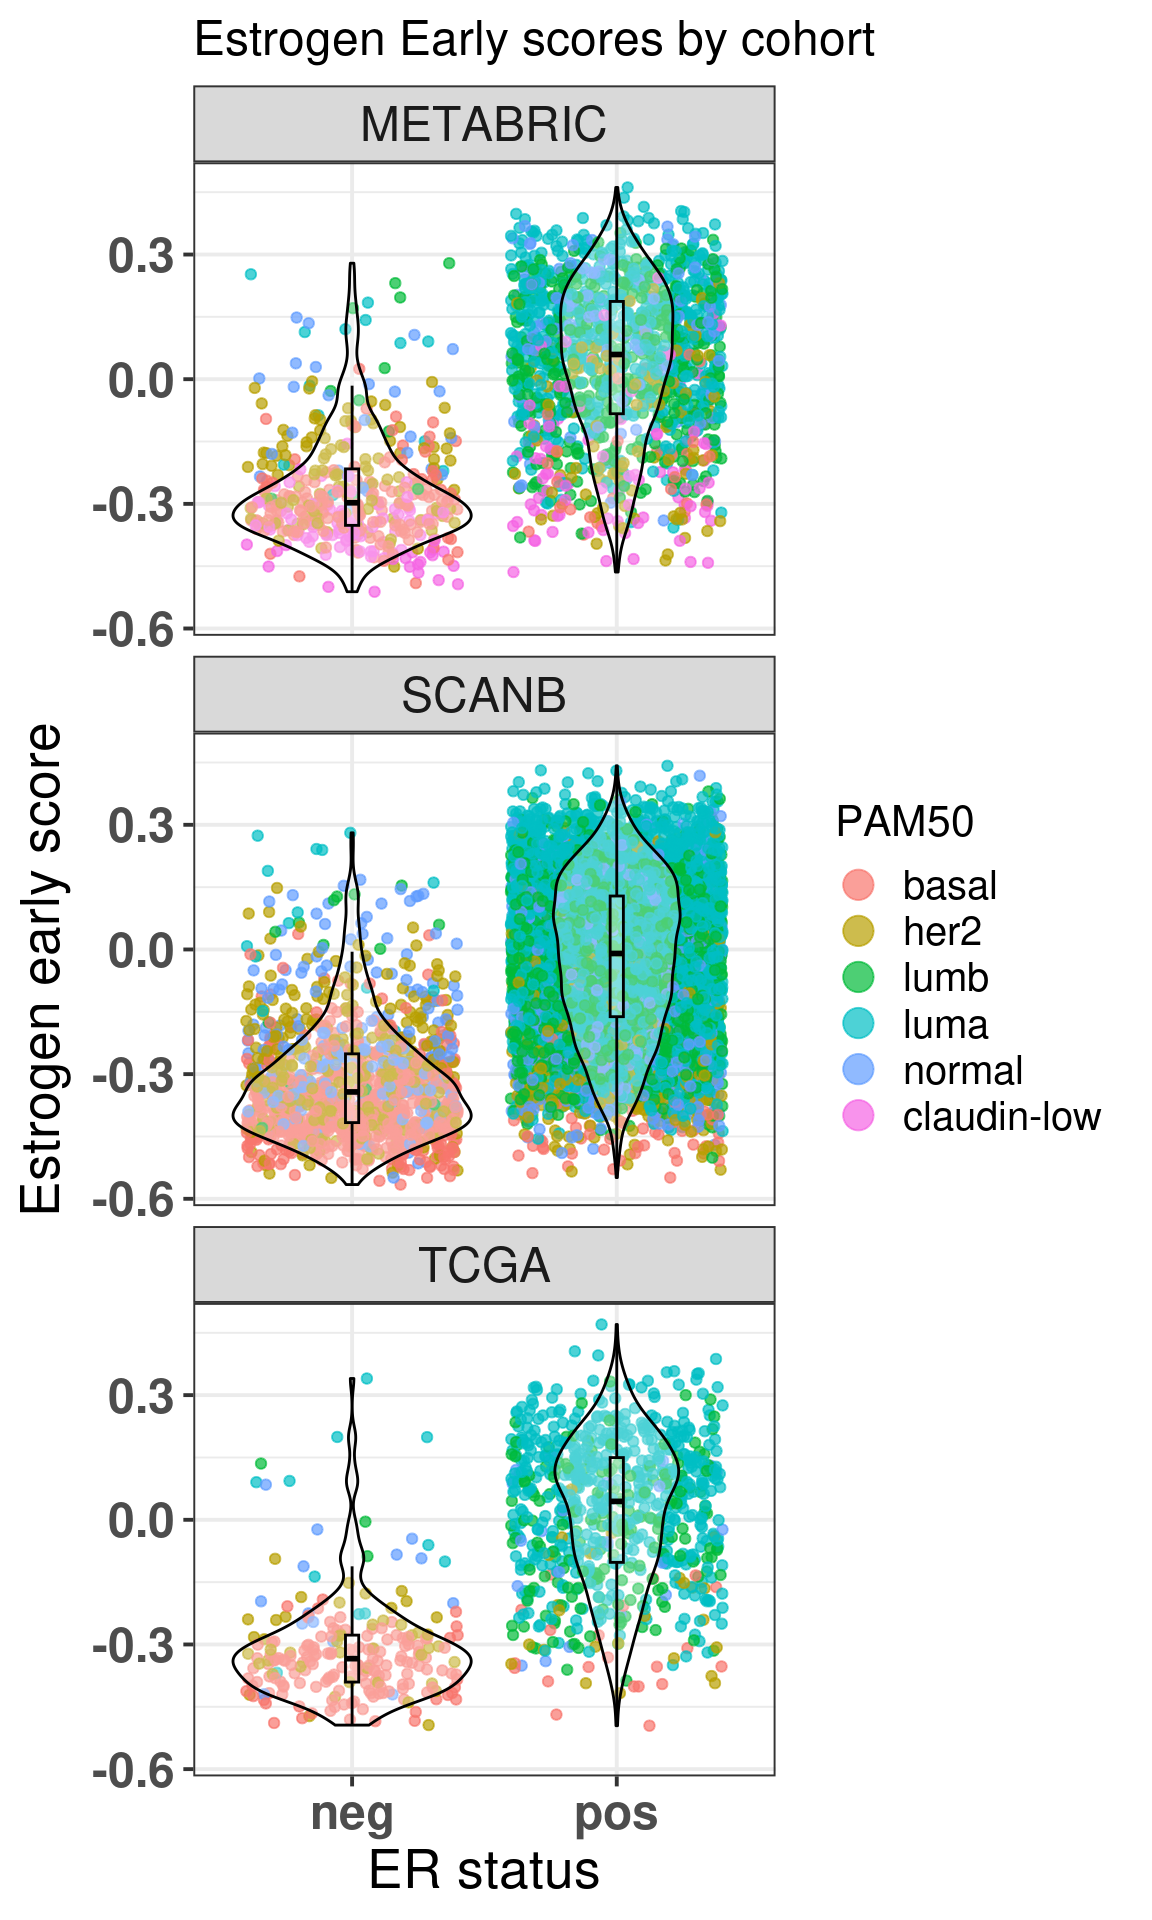 Estrogen Early scores by cohort
METABRIC
0.3
0.0
-0.3
-0.6
SCANB
0.3
0.0
-0.3
-0.6
TCGA
0.3
0.0
-0.3
-0.6
neg pos
ER status
Estrogen early score
PAM50
basal
her2
lumb
luma
normal
claudin-low